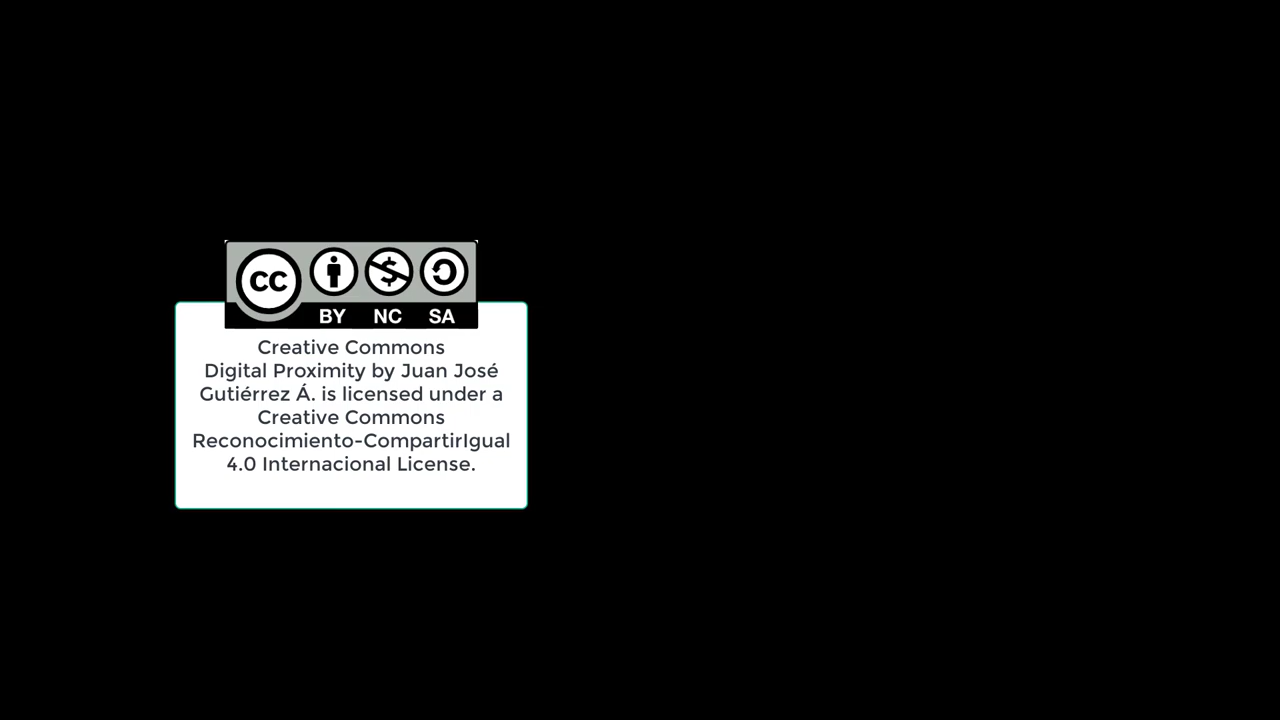 CC
BY NC SA
Creative Commons
Digital Proximity by Juan José
Gutiérrez Á. is licensed under a
Creative Commons
Reconocimiento-CompartirIgual
4.0 Internacional License.